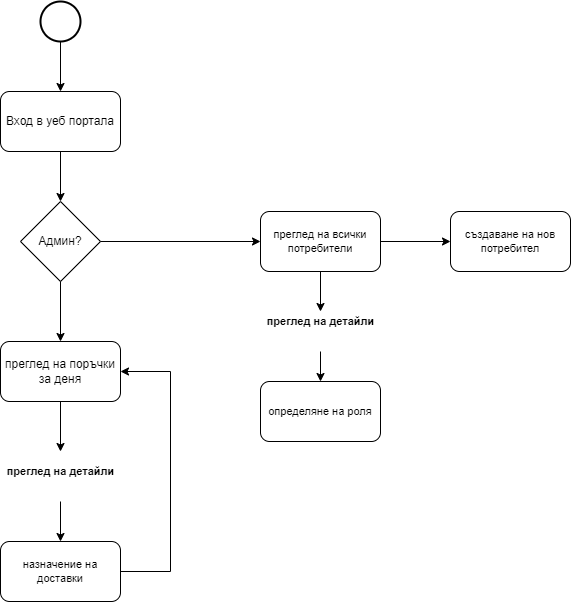 Вход в уеб портала
Админ?
преглед на всички
потребители
създаване на нов
потребител
преглед на детайли
определяне на роля
преглед на поръчки
за деня
преглед на детайли
назначение на
доставки